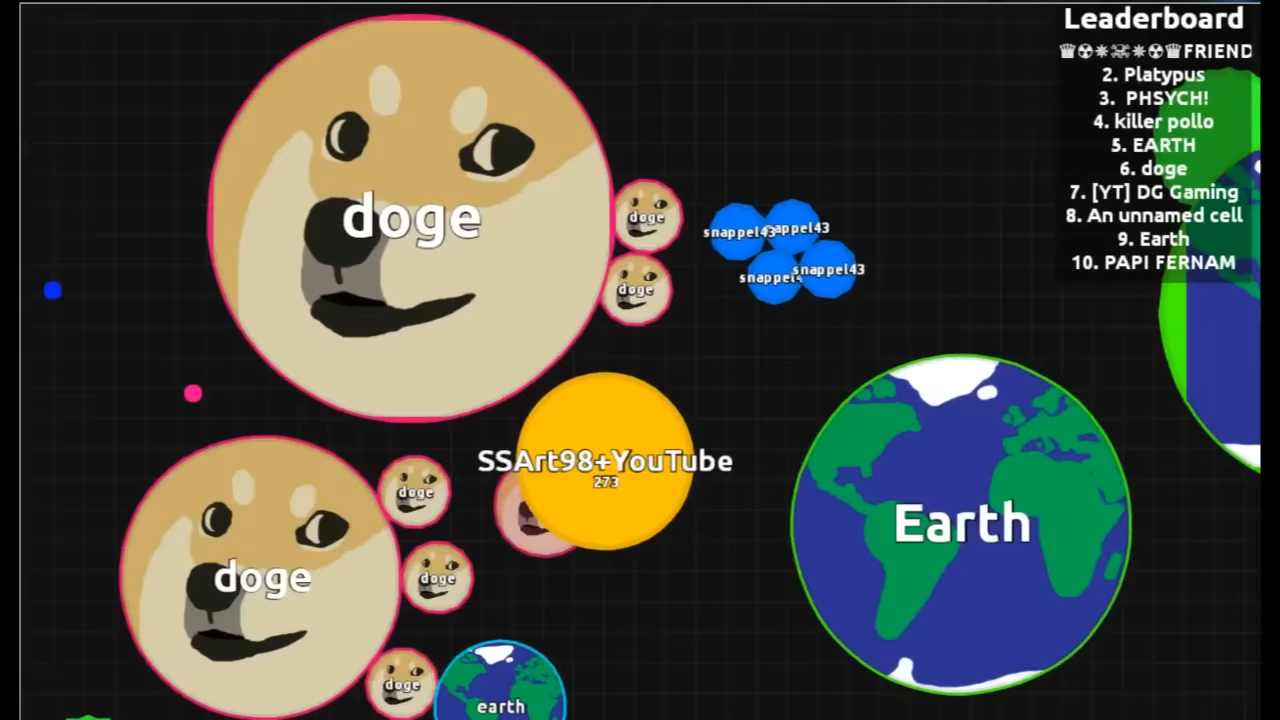 Leaderboard
♕☢✷☠✷☢♕FRIEND
2. Platypus
3. PHSYCH!
4. killer pollo
5. EARTH
6. doge
7. [YT] DG Gaming
8. An unnamed cell
9. Earth
10. PAPI FERNAM
doge
doge
doge
snappel43
appel43
snappel4
snappel43
SSArt98+YouTube
273
doge
Earth
doge
doge
doge
earth